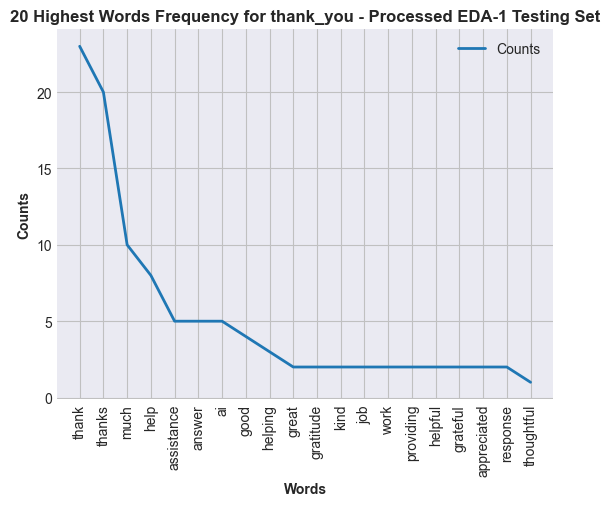 20 Highest Words Frequency for thank_you - Processed EDA-1 Testing Set
Counts
20
15
10
5
0
Counts
thank
thanks
much
help
assistance
answer
ai
good
helping
great
gratitude
kind
job
work
providing
helpful
grateful
appreciated
response
thoughtful
Words